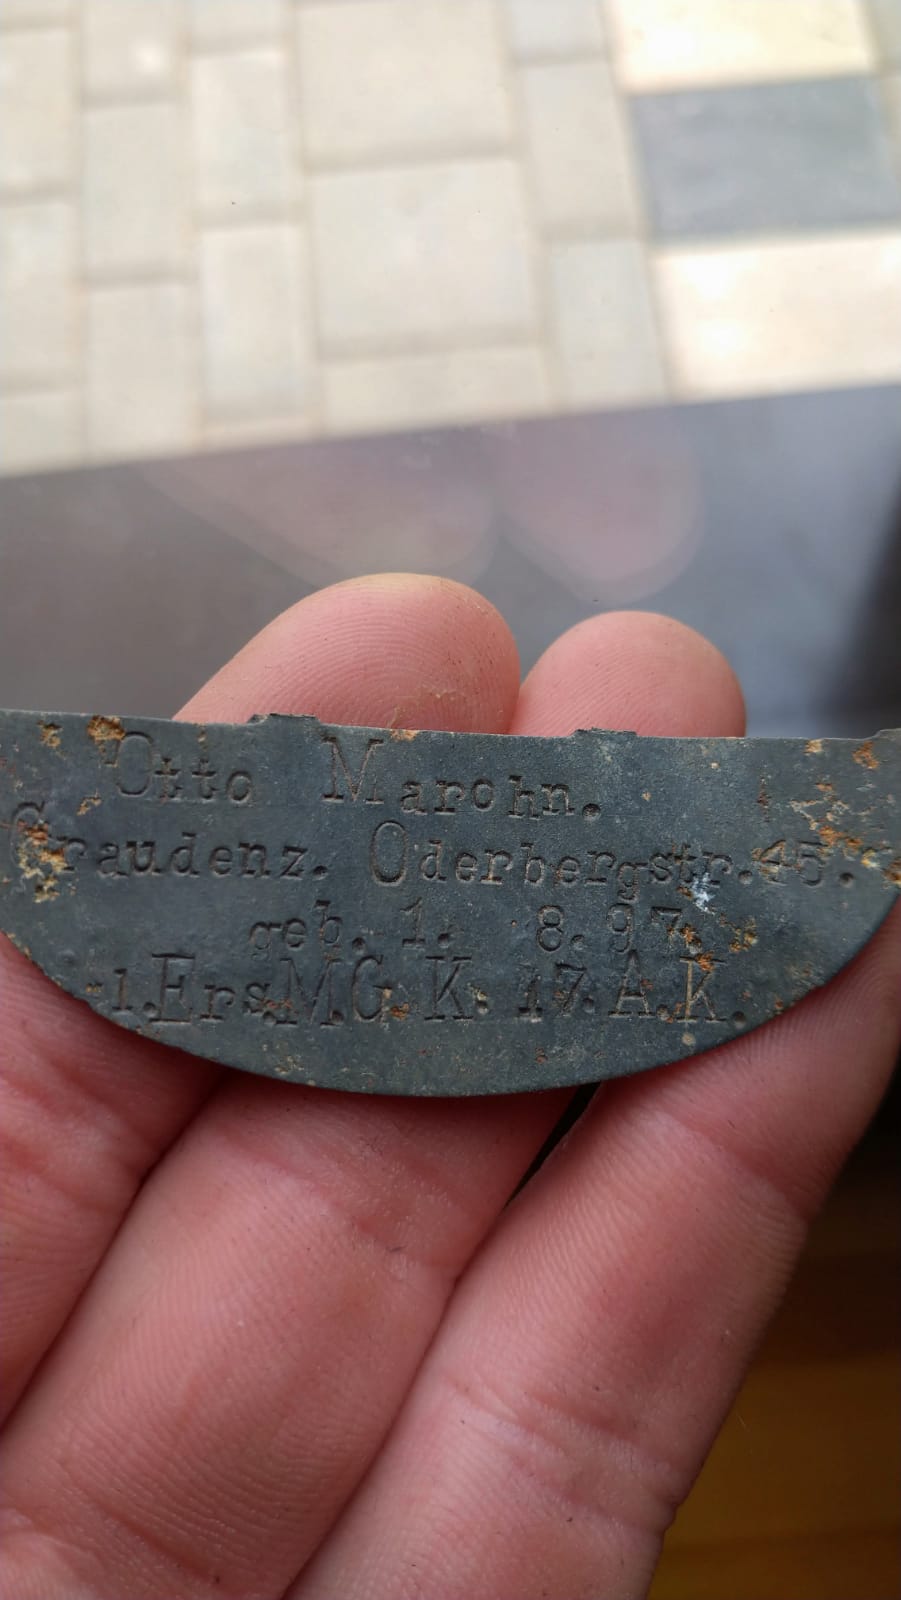 Otto Marohn.
Graudenz. Oderbergstr.45.
geb. 1. 8.97.
1.Ers.M.G.K. 17.A.K.